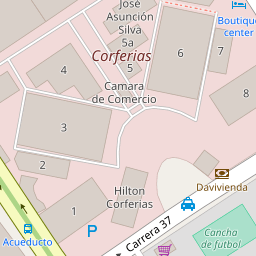 José
Asunción
Silva
5a
Corferias
6
Boutique
center
7
4
5
Camara
de Comercio
8
3
2
Hilton
Corferias
Davivienda
1
P
Carrera 37
Acueducto
Cancha
de futbol